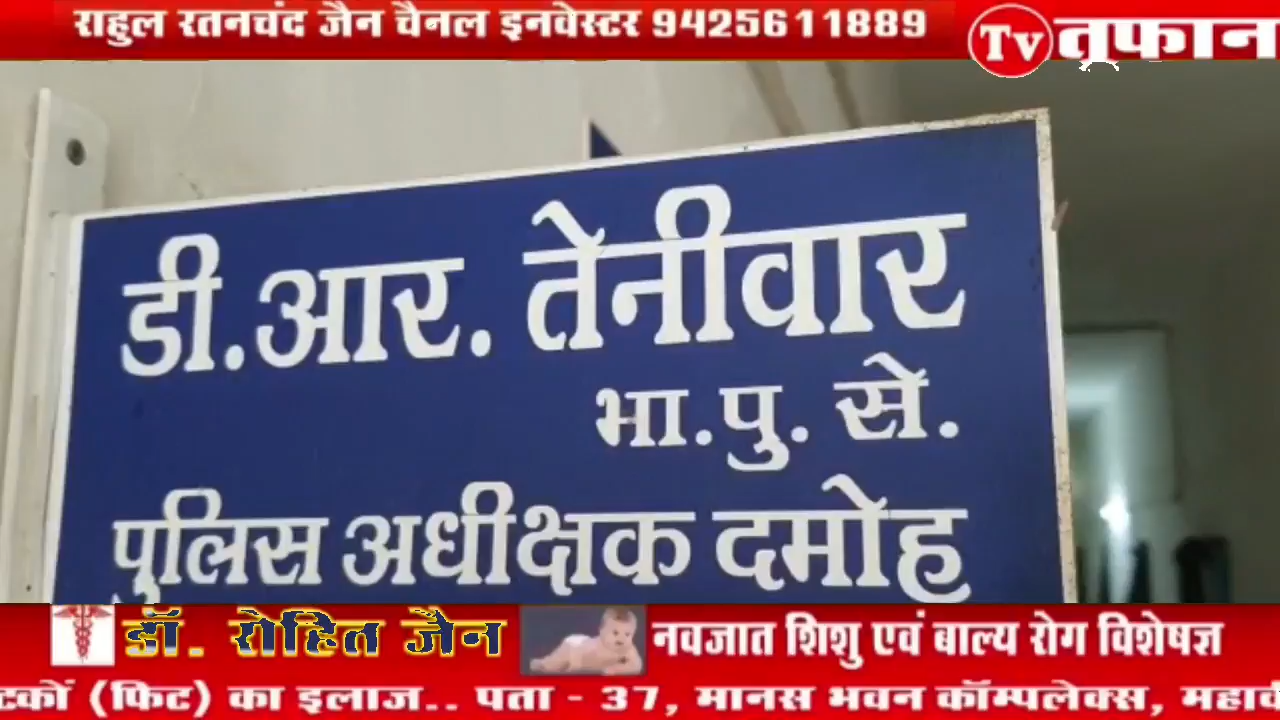 राहुल रतनचंद जैन चैनल इनवेस्टर 9425611889
Tv तूफान
डी.आर. तेनीवार
भा.पु. से.
पुलिस अधीक्षक दमोह
डॉ. रोहित जैन नवजात शिशु एवं बाल्य रोग विशेषज्ञ
(फिट) का इलाज.. पता - 37, मानस भवन कॉम्पलेक्स,